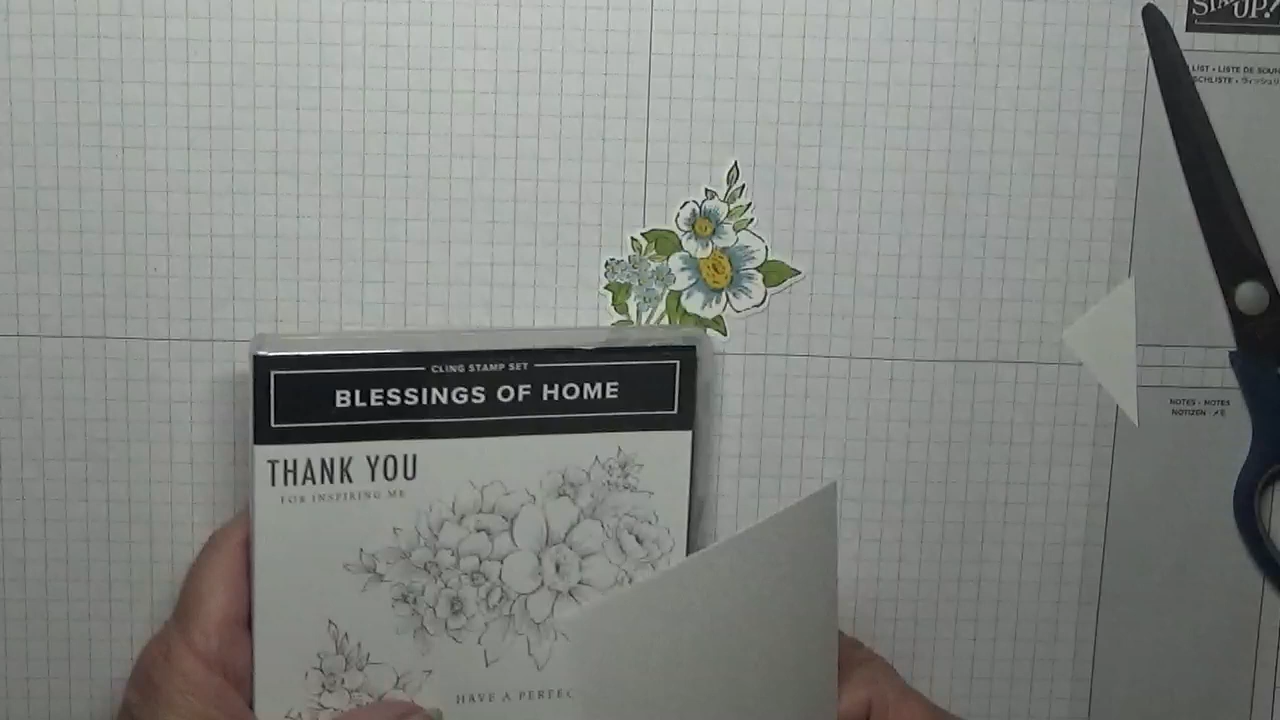 UP!
LIST • LISTE DE
CLING STAMP SET
BLESSINGS OF HOME
NOTES • NOTES
NOTIZEN
THANK YOU
FOR INSPIRING ME
HAVE A